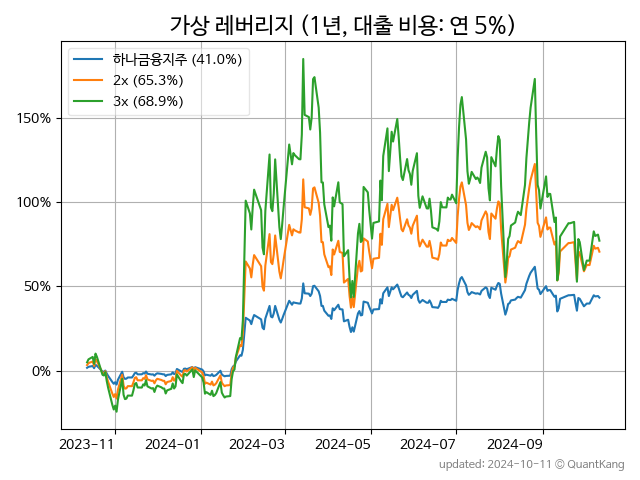 가상 레버리지 (1년, 대출 비용: 연 5%)
하나금융지주 (41.0%)
2x (65.3%)
3x (68.9%)
150%
100%
50%
0%
2023-11 2024-01 2024-03 2024-05 2024-07 2024-09
updated: 2024-10-11 © QuantKang